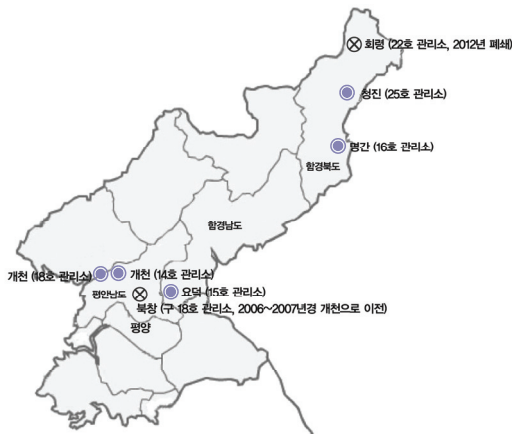 회령 (22호 관리소, 2012년 폐쇄)
청진 (25호 관리소)
명간 (16호 관리소)
함경북도
함경남도
개천 (18호 관리소)
개천 (14호 관리소)
평안남도
요덕 (15호 관리소)
북창 (구 18호 관리소, 2006~2007년경 개천으로 이전)
평양